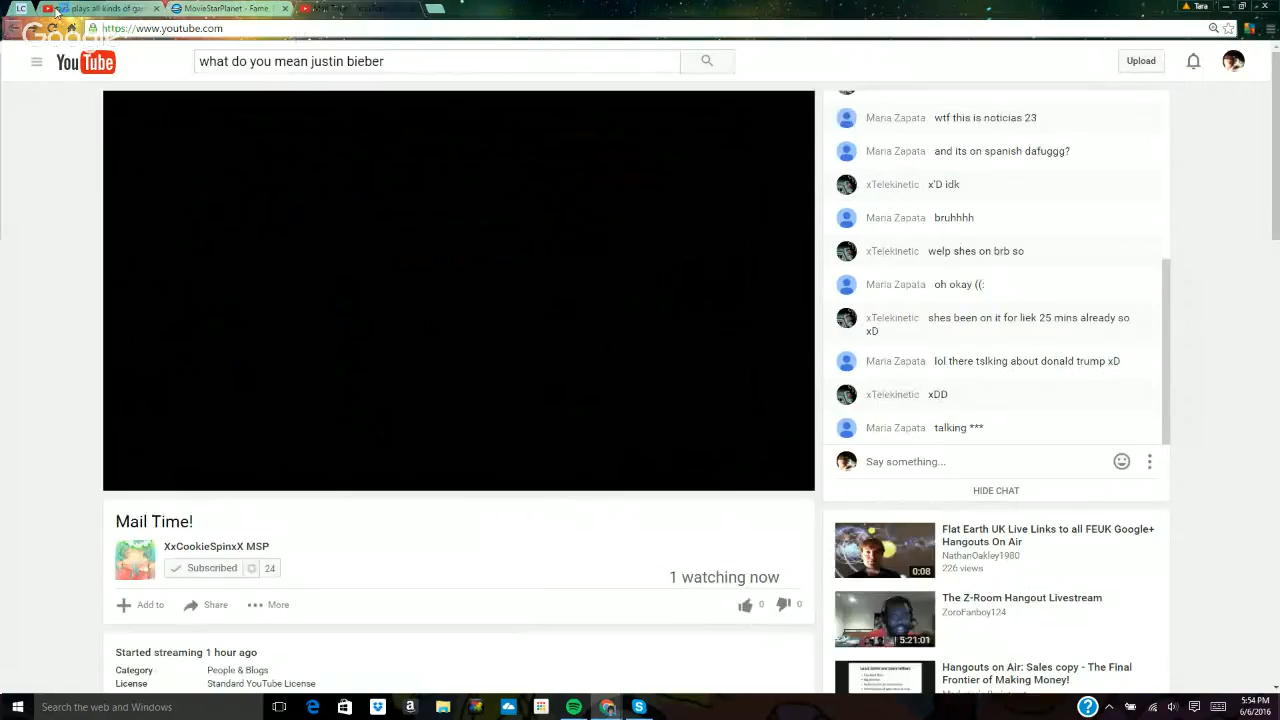 LC
plays all kinds of gam
MovieStarPlanet - Fame,
Tara
https://www.youtube.com
Google
YouTube
what do you mean justin bieber
Upload
Maria Zapata wtf this is noticias 23
Maria Zapata and its on spanish dafuggg?
xTelekinetic x'D idk
Maria Zapata bruhhhh
xTelekinetic welp shes on brb so
Maria Zapata oh okay ((:
xTelekinetic shes been on it for liek 25 mins already so
xD
Maria Zapata lol there tslking about donald trump xD
xTelekinetic xDD
Maria Zapata talking ***
Say something...
HIDE CHAT
Mail Time!
XxCookieSpinxX MSP
Subscribed 24
1 watching now
Add to Share More 0 0
Started streaming 1 hour ago
Category People & Blogs
License Standard YouTube License
Flat Earth UK Live Links to all FEUK Google+
Hangouts On Air
NathanOakley1980
226 views
0:08
The Z-Room Hangout Livestream
ZoroFanboy124
5:21:01
Hangouts on Air: Sales copy - The Final
Frontier of Making Money!
Search the web and Windows
5:54 PM
6/6/2016